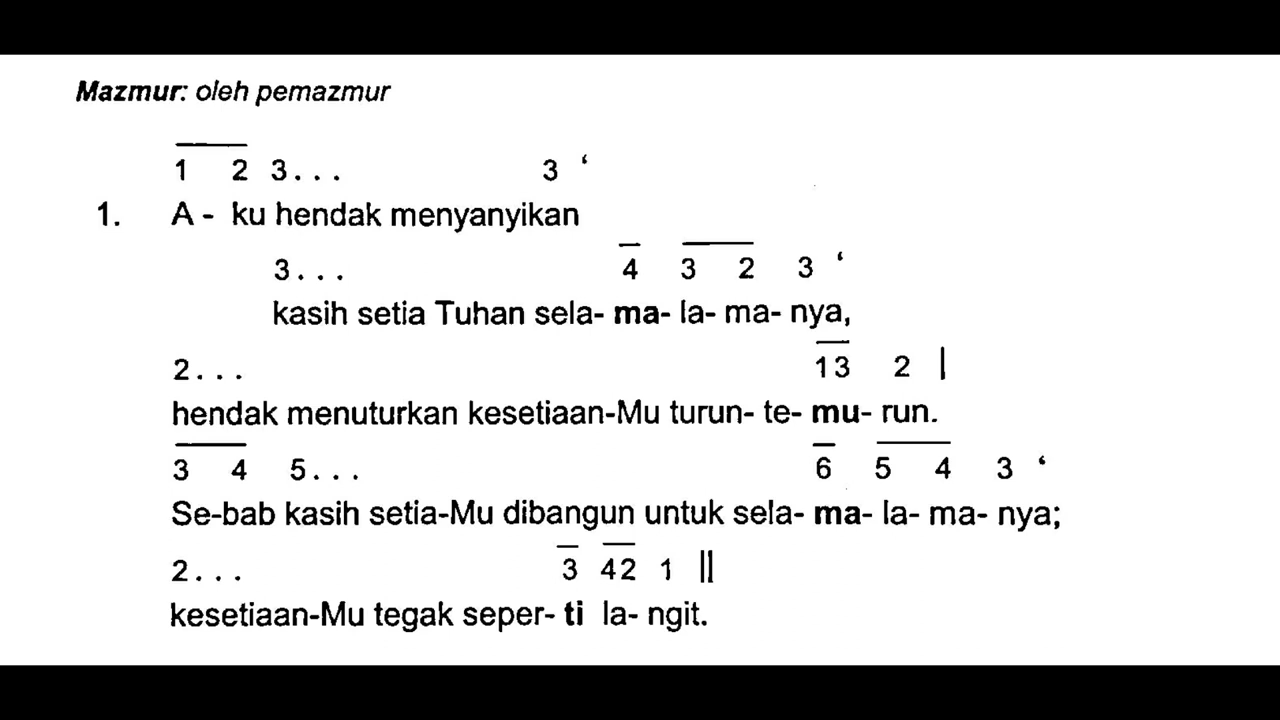 Mazmur: oleh pemazmur
1 2 3... 3 ‘
1. A - ku hendak menyanyikan
3... 4 3 2 3 ‘
kasih setia Tuhan sela- ma- la- ma- nya,
2... 13 2 |
hendak menuturkan kesetiaan-Mu turun- te- mu- run.
3 4 5... 6 5 4 3 ‘
Se-bab kasih setia-Mu dibangun untuk sela- ma- la- ma- nya;
2... 3 42 1 ||
kesetiaan-Mu tegak seper- ti la- ngit.